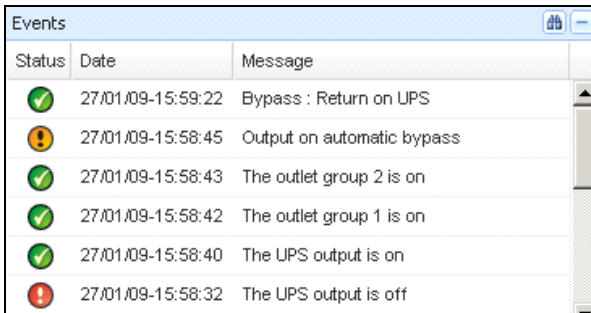 Events
Status Date Message
27/01/09-15:59:22 Bypass : Return on UPS
27/01/09-15:58:45 Output on automatic bypass
27/01/09-15:58:43 The outlet group 2 is on
27/01/09-15:58:42 The outlet group 1 is on
27/01/09-15:58:40 The UPS output is on
27/01/09-15:58:32 The UPS output is off